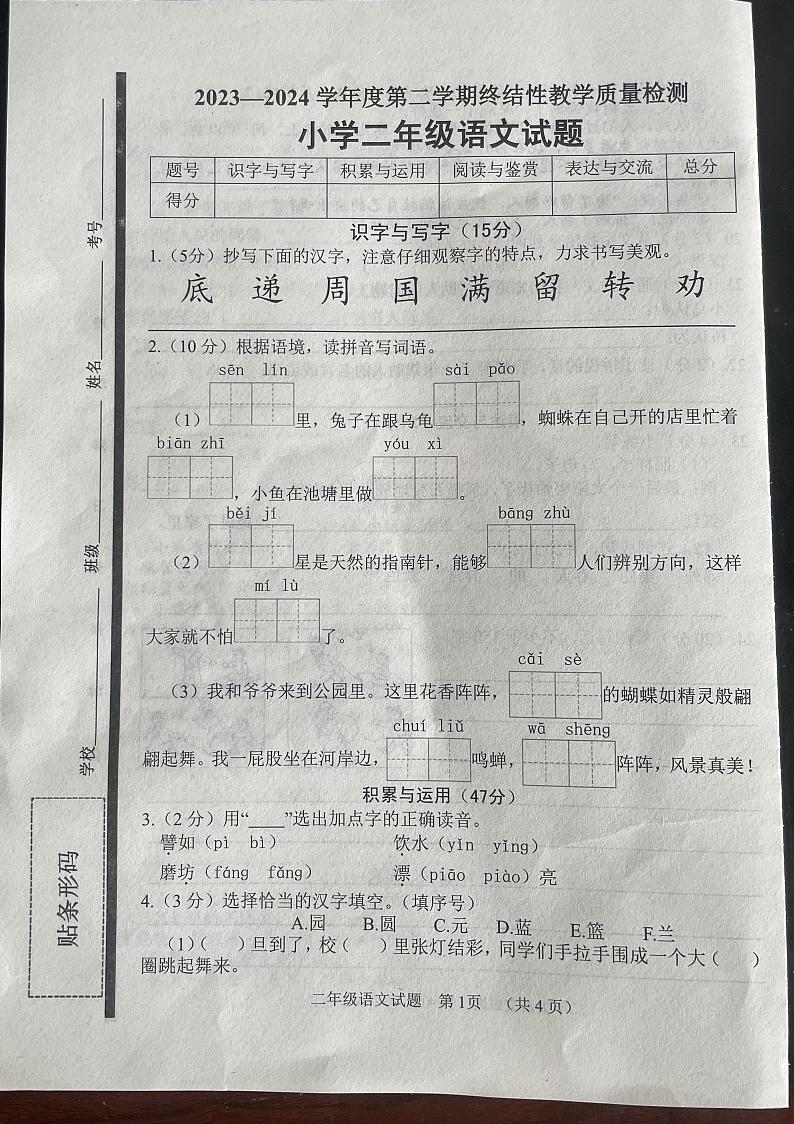 2023—2024 学年度第二学期终结性教学质量检测
小学二年级语文试题
题号 识字与写字 积累与运用 阅读与鉴赏 表达与交流 总分
得分
识字与写字（15分）
1.（5分）抄写下面的汉字，注意仔细观察字的特点，力求书写美观。
底 递 周 国 满 留 转 劝
2.（10 分）根据语境，读拼音写词语。
sēn lín sài pǎo
（1） 里，兔子在跟乌龟 ，蜘蛛在自己开的店里忙着
biān zhī yóu xì
，小鱼在池塘里做 。
běi jí bāng zhù
（2） 星是天然的指南针，能够 人们辨别方向，这样
mí lù
大家就不怕 了。
cǎi sè
（3）我和爷爷来到公园里。这里花香阵阵， 的蝴蝶如精灵般翩
chuí liǔ wā shēng
翩起舞。我一屁股坐在河岸边， 鸣蝉， 阵阵，风景真美！
积累与运用（47分）
3.（2 分）用“____”选出加点字的正确读音。
譬如（pì bì） 饮水（yǐn yǐng）
磨坊（fáng fǎng） 漂（piāo piào）亮
4.（3 分）选择恰当的汉字填空。（填序号）
A.园 B.圆 C.元 D.蓝 E.篮 F.兰
（1）（ ）旦到了，校（ ）里张灯结彩，同学们手拉手围成一个大（ ）
圈跳起舞来。
二年级语文试题 第 1页 （共 4 页）
考号
姓名
班级
学校
贴条形码